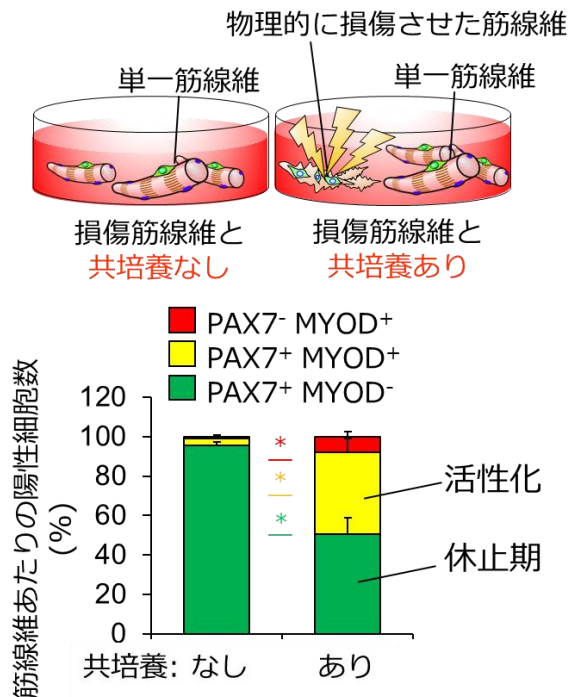 物理的に損傷させた筋線維
単一筋線維
単一筋線維
損傷筋線維と
共培養なし
損傷筋線維と
共培養あり
PAX7⁻ MYOD⁺
PAX7⁺ MYOD⁺
PAX7⁺ MYOD⁻
筋線維あたりの陽性細胞数
(%)
120
100
80
60
40
20
0
*
*
*
活性化
休止期
共培養: なし あり